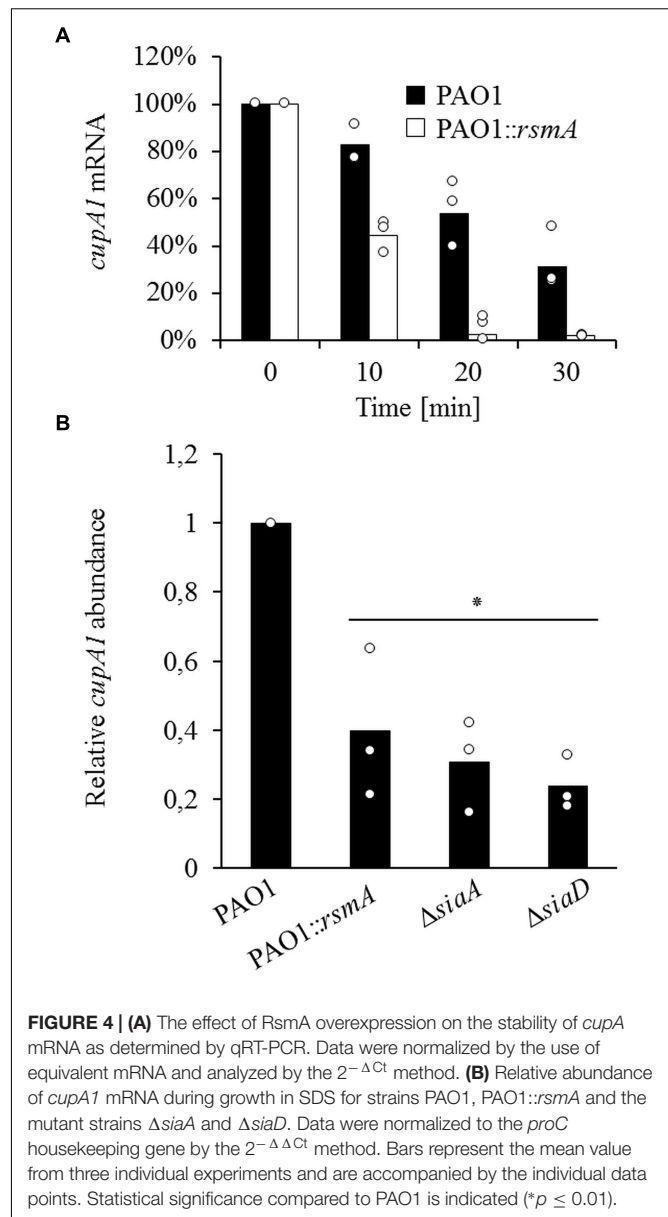 A
120%
100%
80%
60%
40%
20%
0%
cupA1 mRNA
PAO1
PAO1::rsmA
0 10 20 30
Time [min]
B
1,2
1
0,8
0,6
0,4
0,2
0
Relative cupA1 abundance
*
PAO1
PAO1::rsmA
ΔsiaA
ΔsiaD
FIGURE 4 | (A) The effect of RsmA overexpression on the stability of cupA
mRNA as determined by qRT-PCR. Data were normalized by the use of
equivalent mRNA and analyzed by the 2−ΔCt method. (B) Relative abundance
of cupA1 mRNA during growth in SDS for strains PAO1, PAO1::rsmA and the
mutant strains ΔsiaA and ΔsiaD. Data were normalized to the proC
housekeeping gene by the 2−ΔΔCt method. Bars represent the mean value
from three individual experiments and are accompanied by the individual data
points. Statistical significance compared to PAO1 is indicated (*p ≤ 0.01).